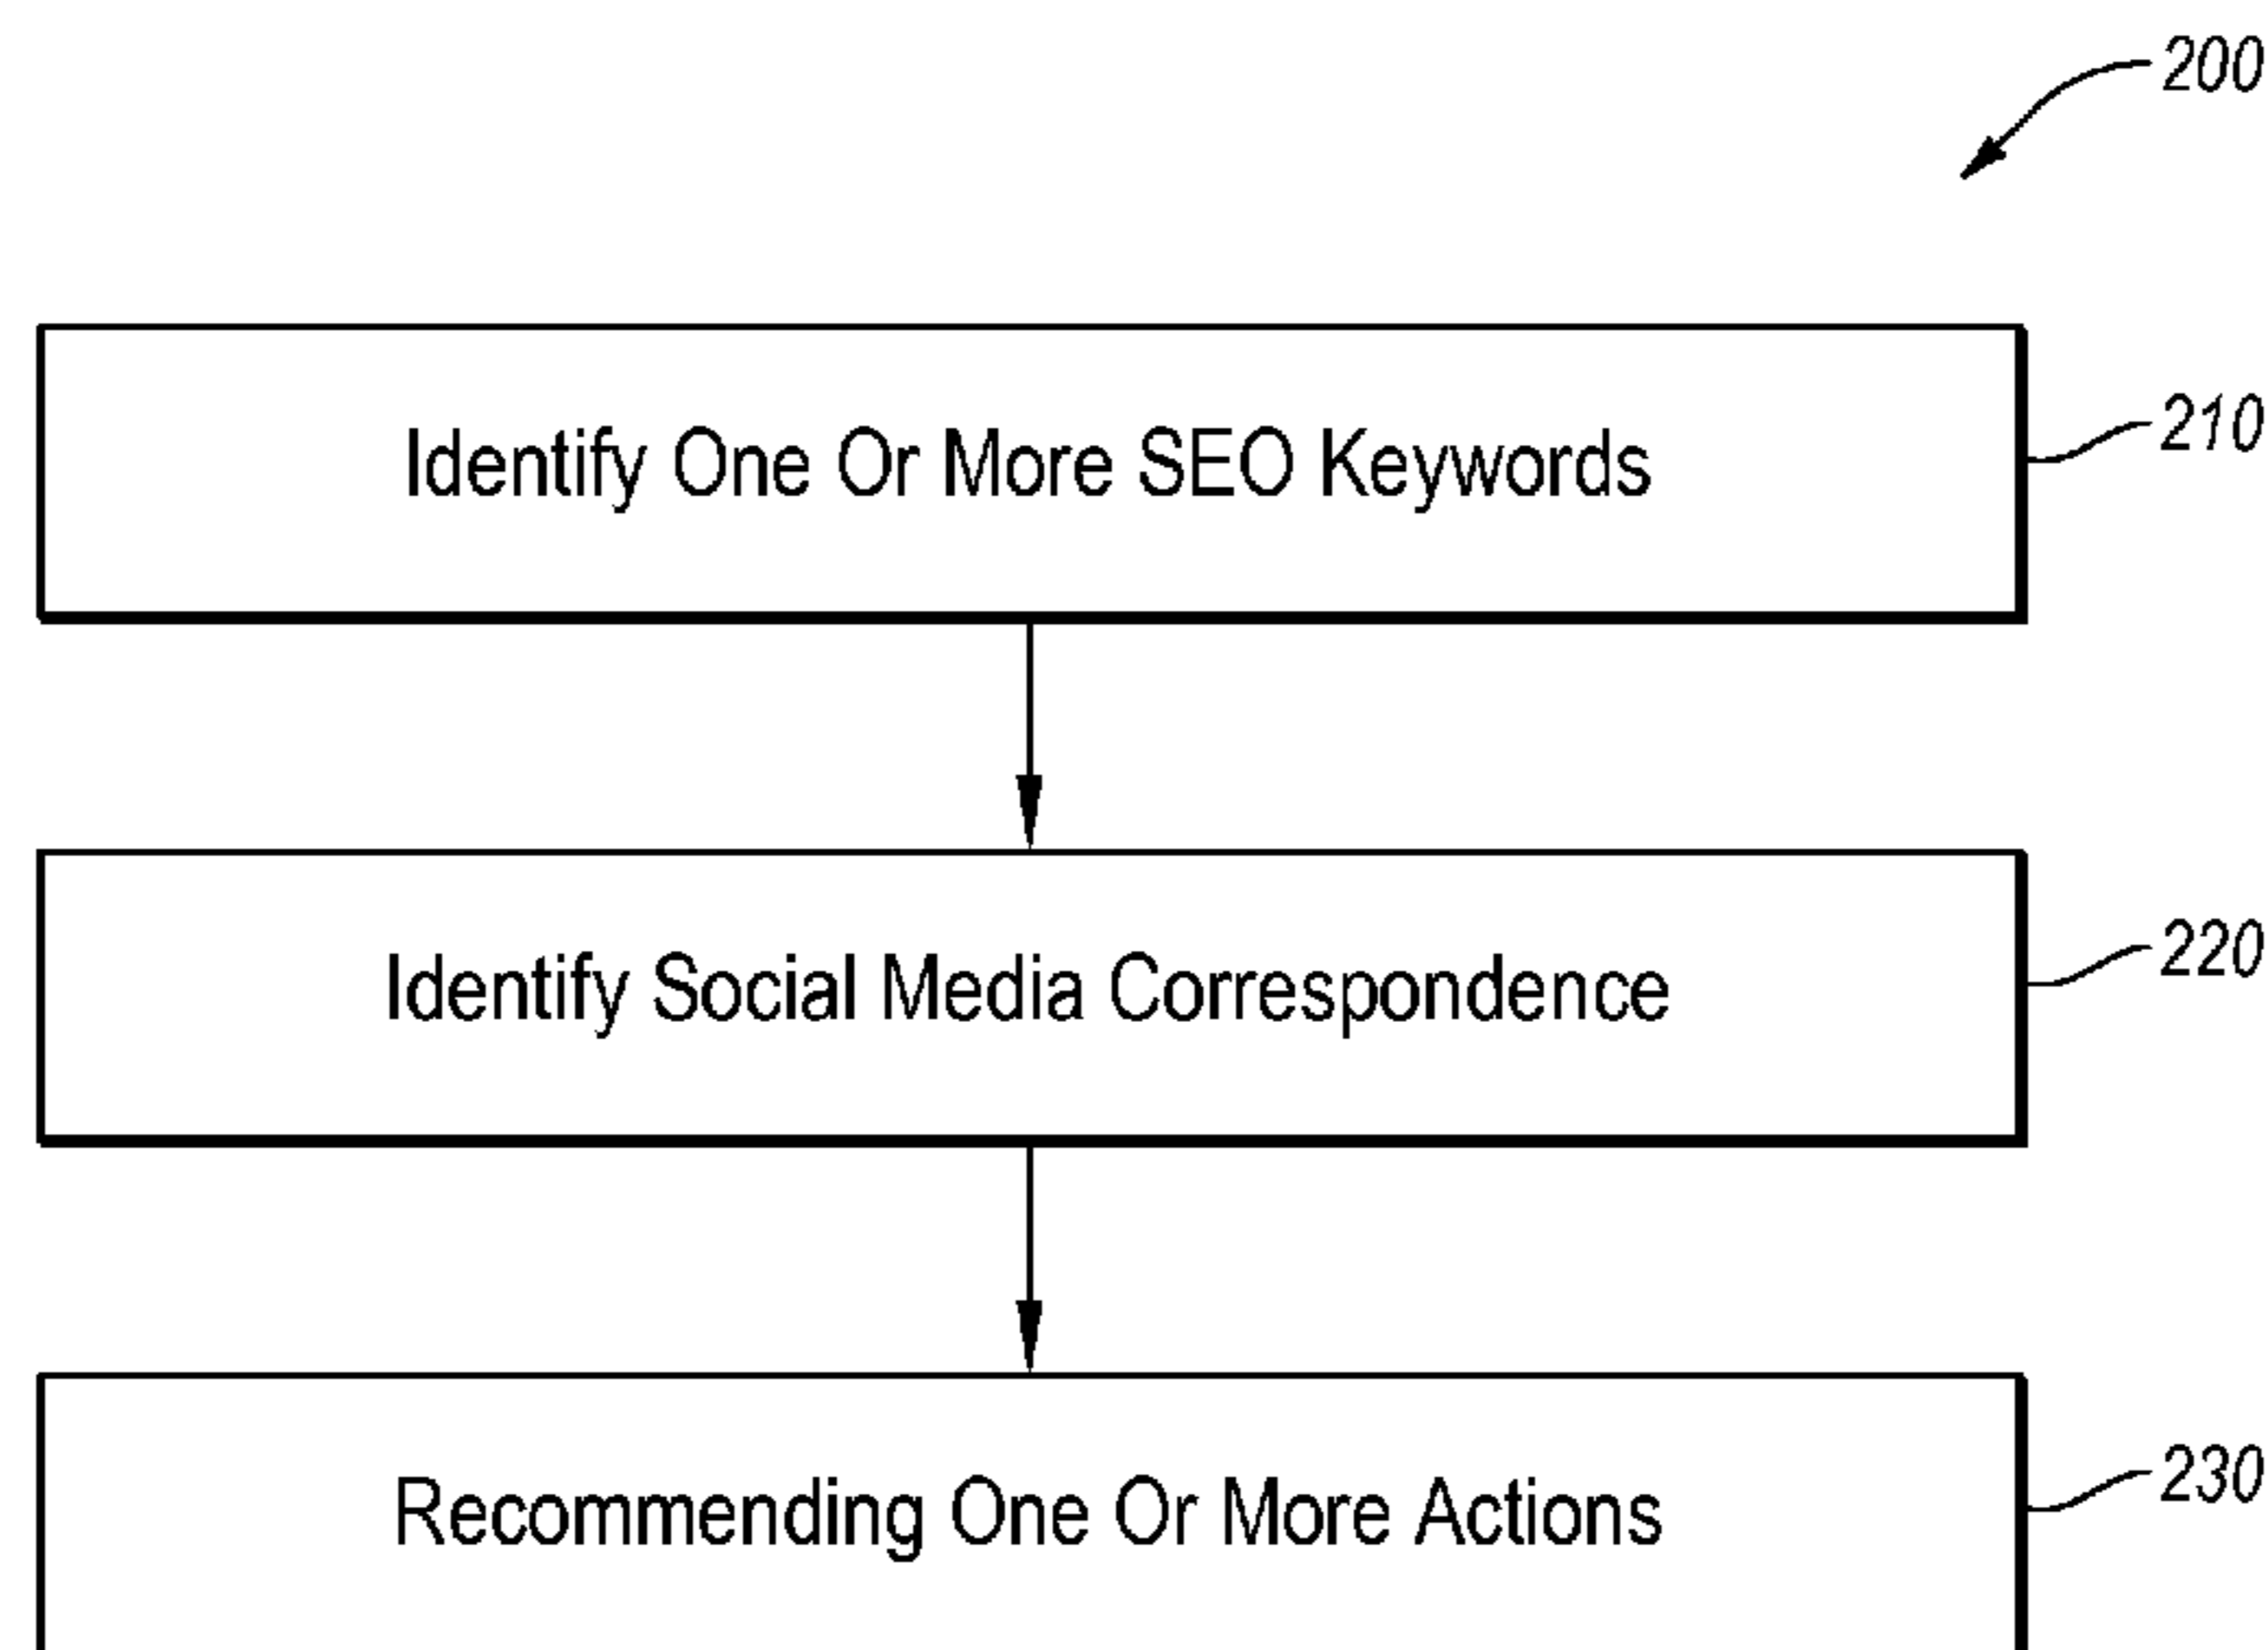 200
Identify One Or More SEO Keywords
210
Identify Social Media Correspondence
220
Recommending One Or More Actions
230